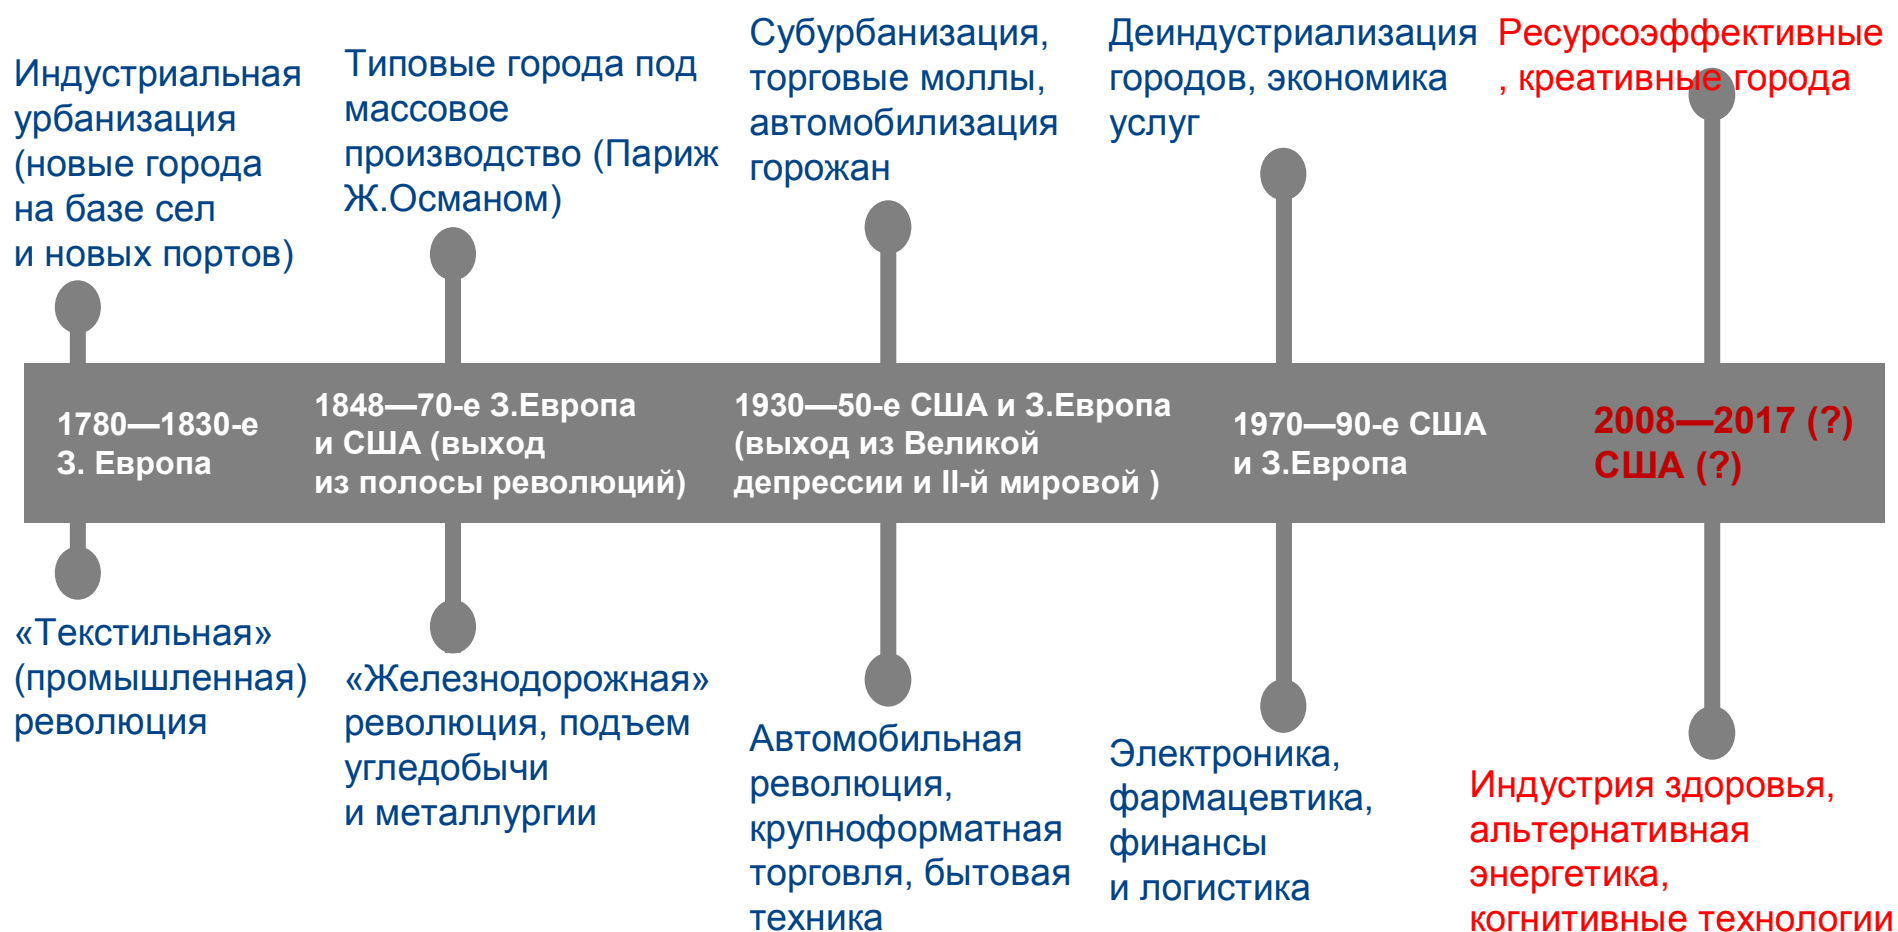 Индустриальная
урбанизация
(новые города
на базе сел
и новых портов)
Типовые города под
массовое
производство (Париж
Ж.Османом)
Субурбанизация,
торговые моллы,
автомобилизация
горожан
Деиндустриализация
городов, экономика
услуг
Ресурсоэффективные
, креативные города
1780—1830-е
З. Европа
1848—70-е З.Европа
и США (выход
из полосы революций)
1930—50-е США и З.Европа
(выход из Великой
депрессии и II-й мировой )
1970—90-е США
и З.Европа
2008—2017 (?)
США (?)
«Текстильная»
(промышленная)
революция
«Железнодорожная»
революция, подъем
угледобычи
и металлургии
Автомобильная
революция,
крупноформатная
торговля, бытовая
техника
Электроника,
фармацевтика,
финансы
и логистика
Индустрия здоровья,
альтернативная
энергетика,
когнитивные технологии